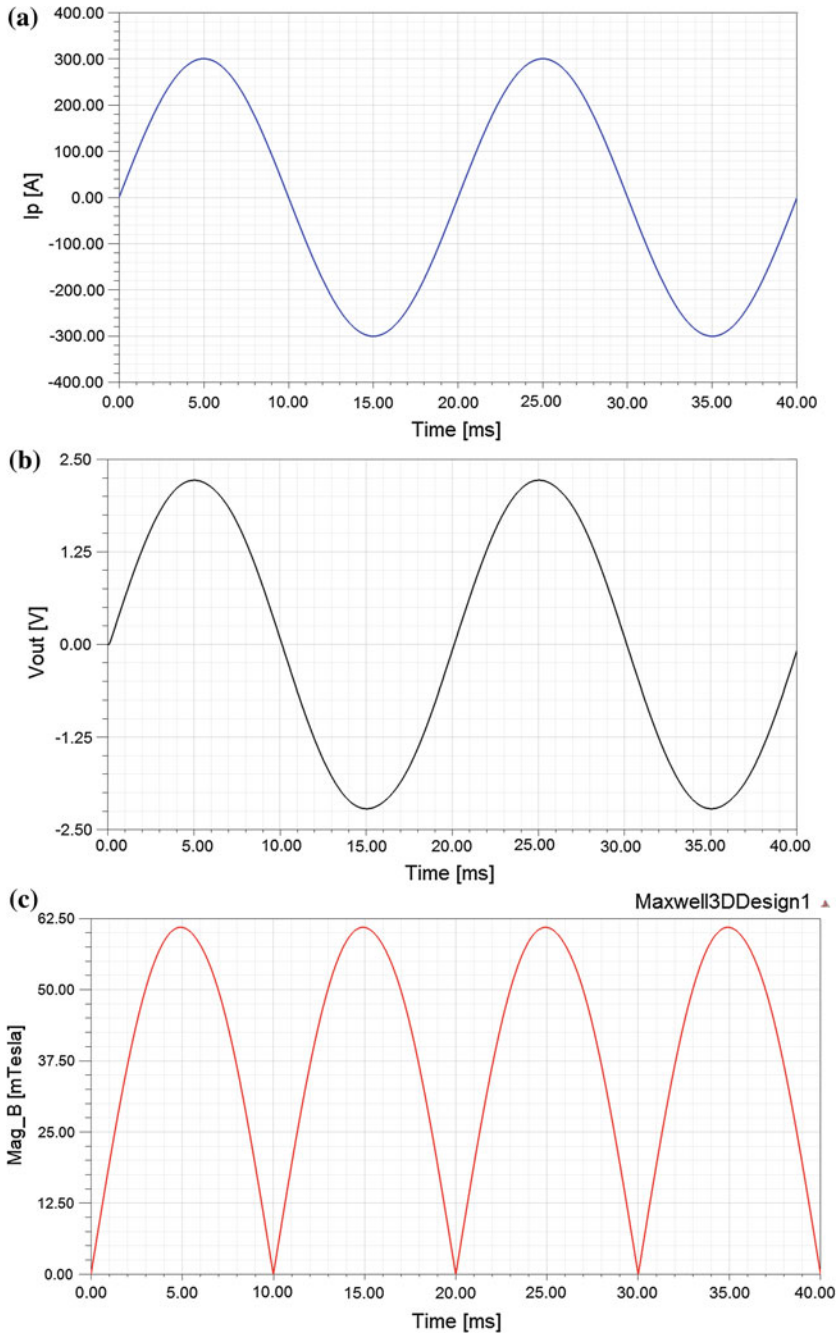 (a)
400.00
300.00
200.00
100.00
0.00
-100.00
-200.00
-300.00
-400.00
Ip [A]
0.00 5.00 10.00 15.00 20.00 25.00 30.00 35.00 40.00
Time [ms]
(b)
2.50
1.25
0.00
-1.25
-2.50
Vout [V]
0.00 5.00 10.00 15.00 20.00 25.00 30.00 35.00 40.00
Time [ms]
(c)
Maxwell3DDesign1
62.50
50.00
37.50
25.00
12.50
0.00
Mag_B [mTesla]
0.00 5.00 10.00 15.00 20.00 25.00 30.00 35.00 40.00
Time [ms]